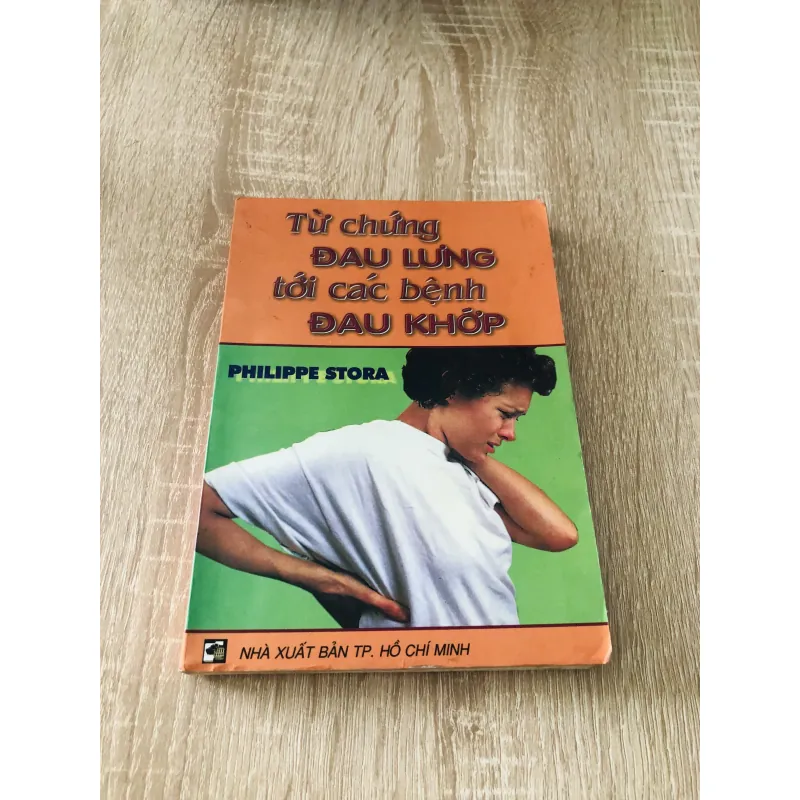 Từ chứng
ĐAU LƯNG
tới các bệnh
ĐAU KHỚP
PHILIPPE STORA
NHÀ XUẤT BẢN TP. HỒ CHÍ MINH